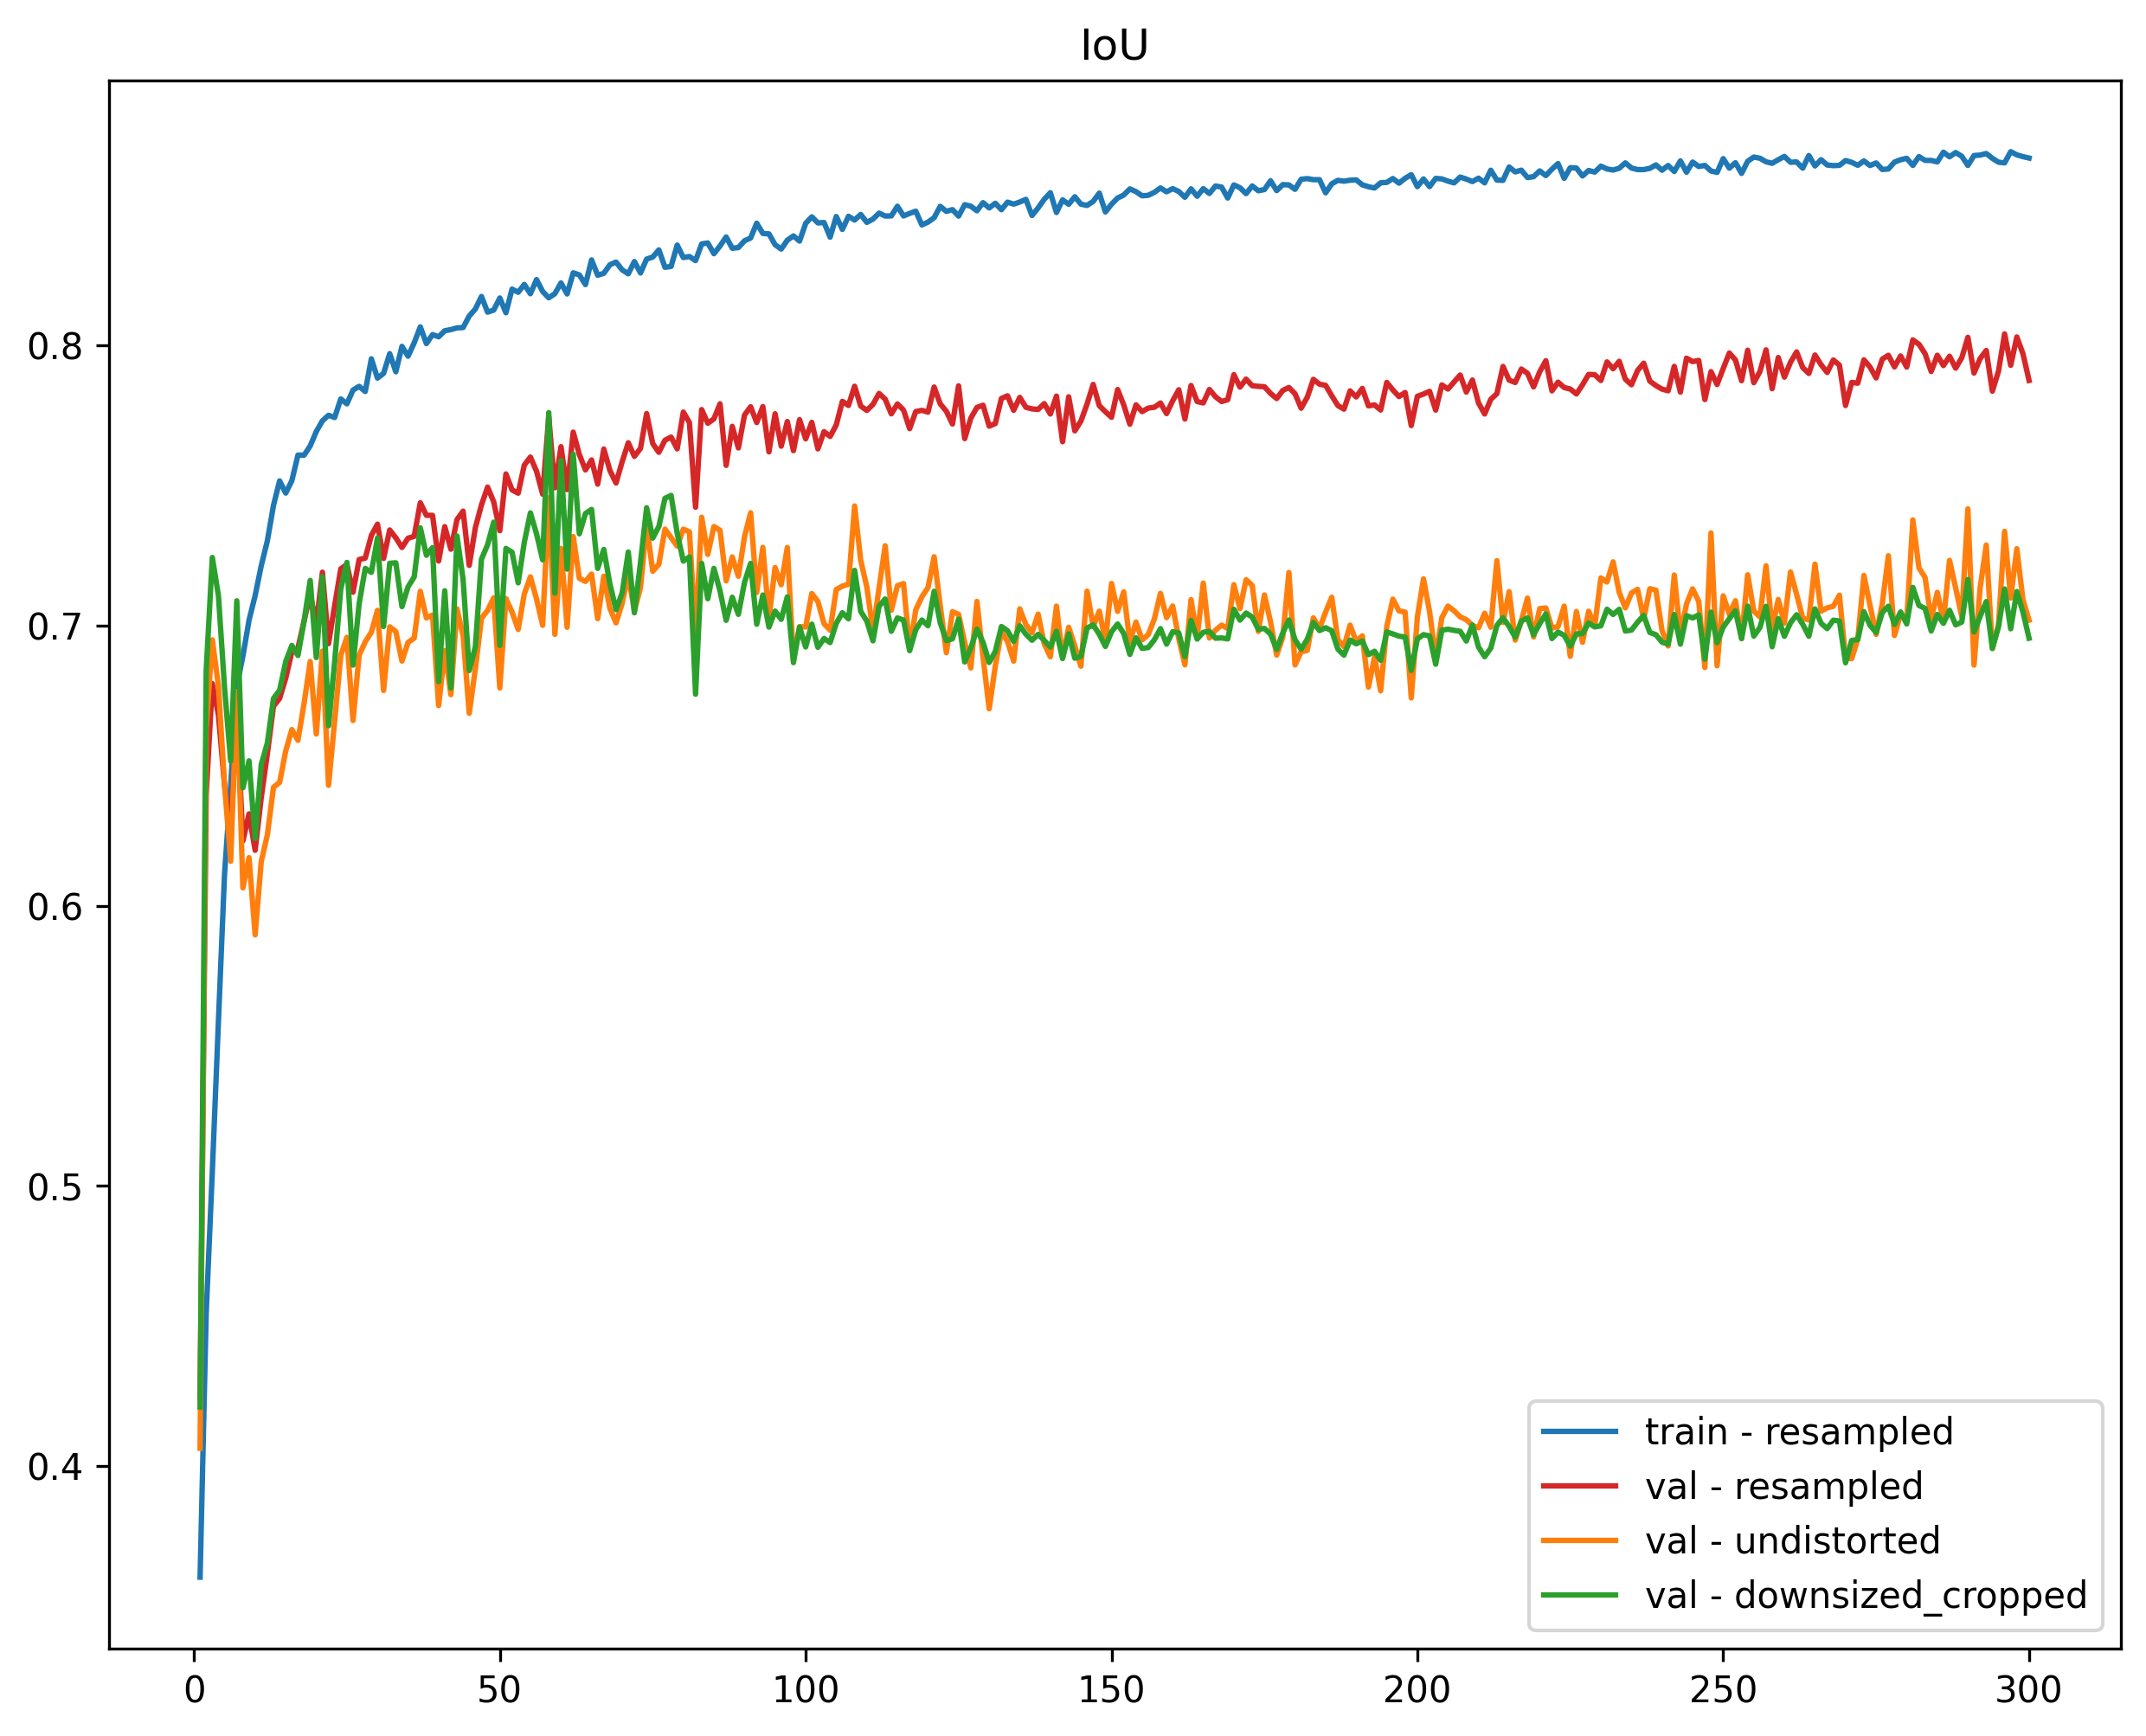 IoU
0.8
0.7
0.6
0.5
0.4
0 50 100 150 200 250 300
train - resampled
val - resampled
val - undistorted
val - downsized_cropped